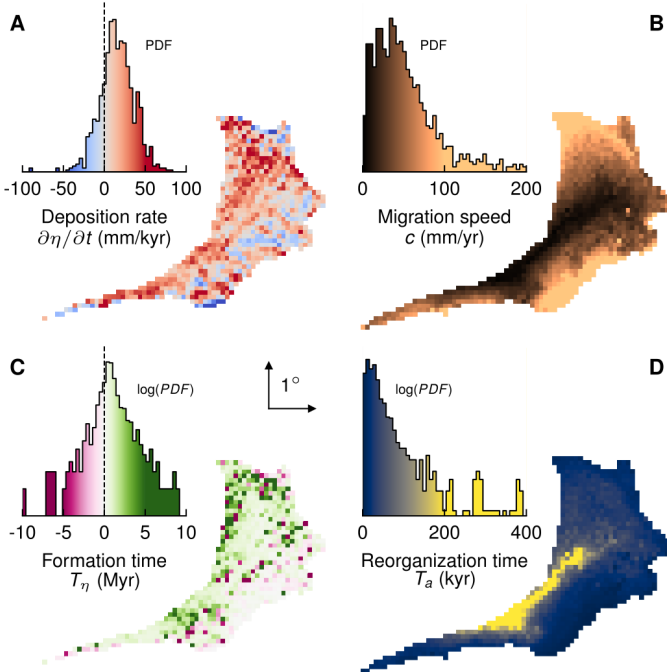 A
PDF
-100 -50 0 50 100
Deposition rate
∂η/∂t (mm/kyr)
B
PDF
0 100 200
Migration speed
c (mm/yr)
C
log(PDF)
-10 -5 0 5 10
Formation time
Tη (Myr)
1°
D
log(PDF)
0 200 400
Reorganization time
Ta (kyr)